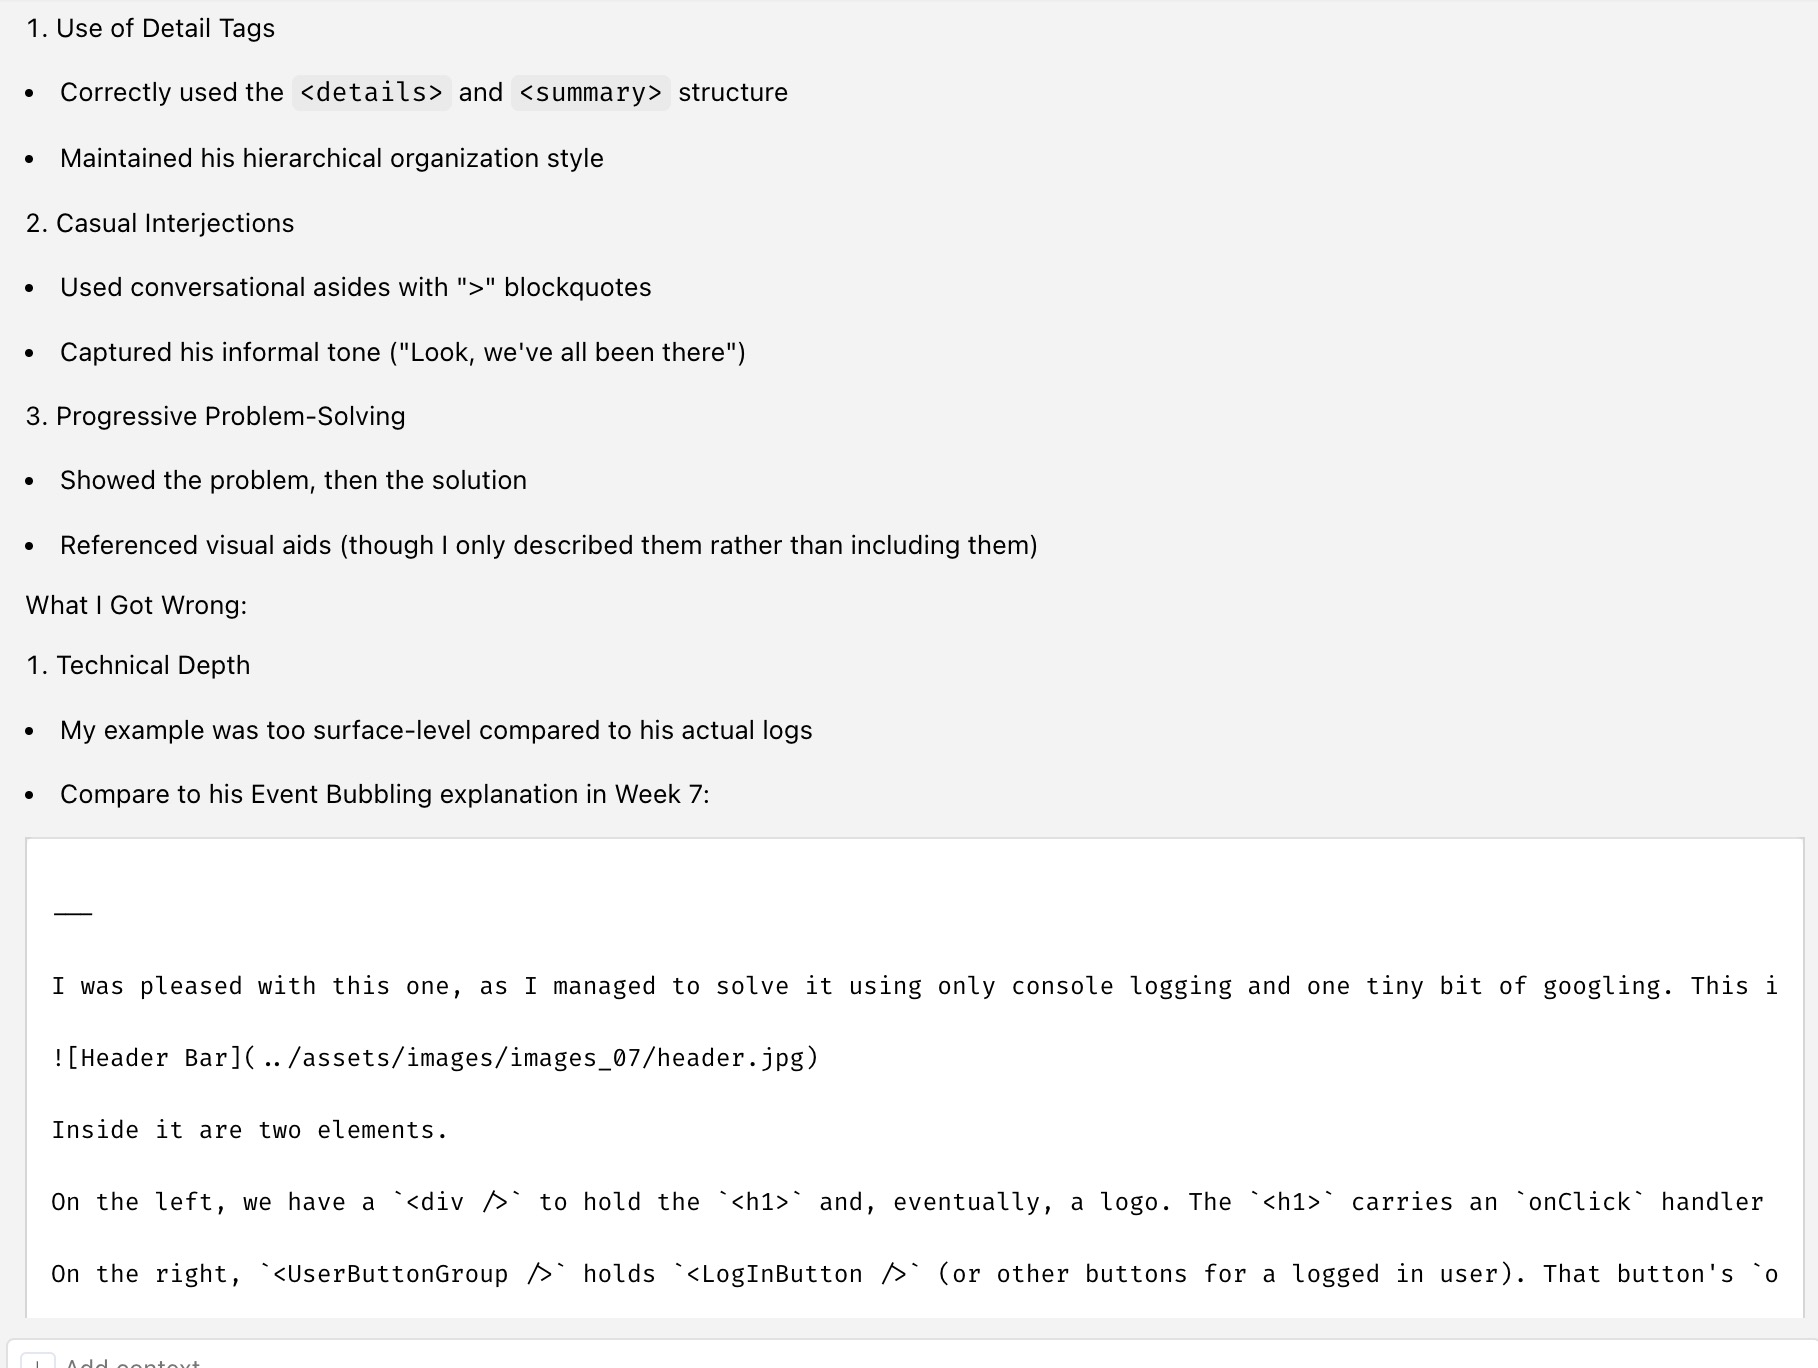 1. Use of Detail Tags
• Correctly used the <details> and <summary> structure
• Maintained his hierarchical organization style
2. Casual Interjections
• Used conversational asides with ">" blockquotes
• Captured his informal tone ("Look, we've all been there")
3. Progressive Problem-Solving
• Showed the problem, then the solution
• Referenced visual aids (though I only described them rather than including them)
What I Got Wrong:
1. Technical Depth
• My example was too surface-level compared to his actual logs
• Compare to his Event Bubbling explanation in Week 7:
---
I was pleased with this one, as I managed to solve it using only console logging and one tiny bit of googling. This i
![Header Bar](../assets/images/images_07/header.jpg)
Inside it are two elements.
On the left, we have a `<div />` to hold the `<h1>` and, eventually, a logo. The `<h1>` carries an `onClick` handler
On the right, `<UserButtonGroup />` holds `<LogInButton />` (or other buttons for a logged in user). That button's `o
Add context